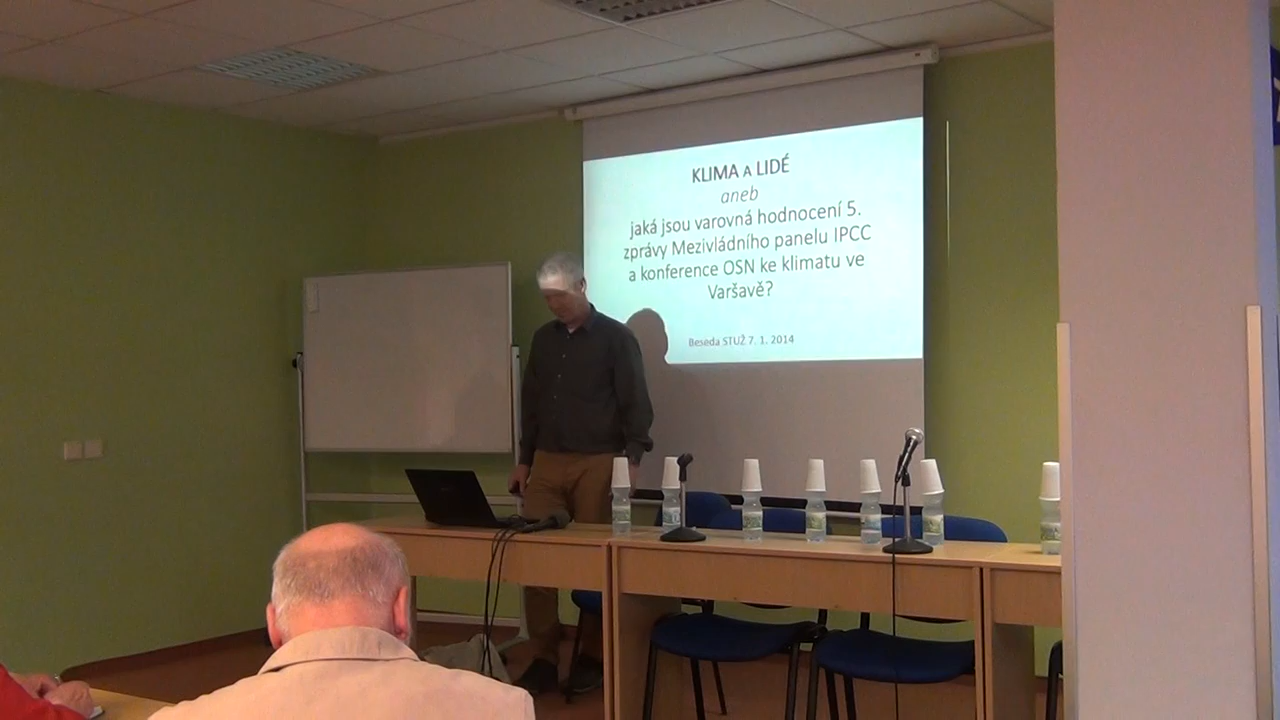 KLIMA A LIDÉ
aneb
jaká jsou varovná hodnocení 5.
zprávy Mezivládního panelu IPCC
a konference OSN ke klimatu ve
Varšavě?
Beseda STUŽ 7. 1. 2014